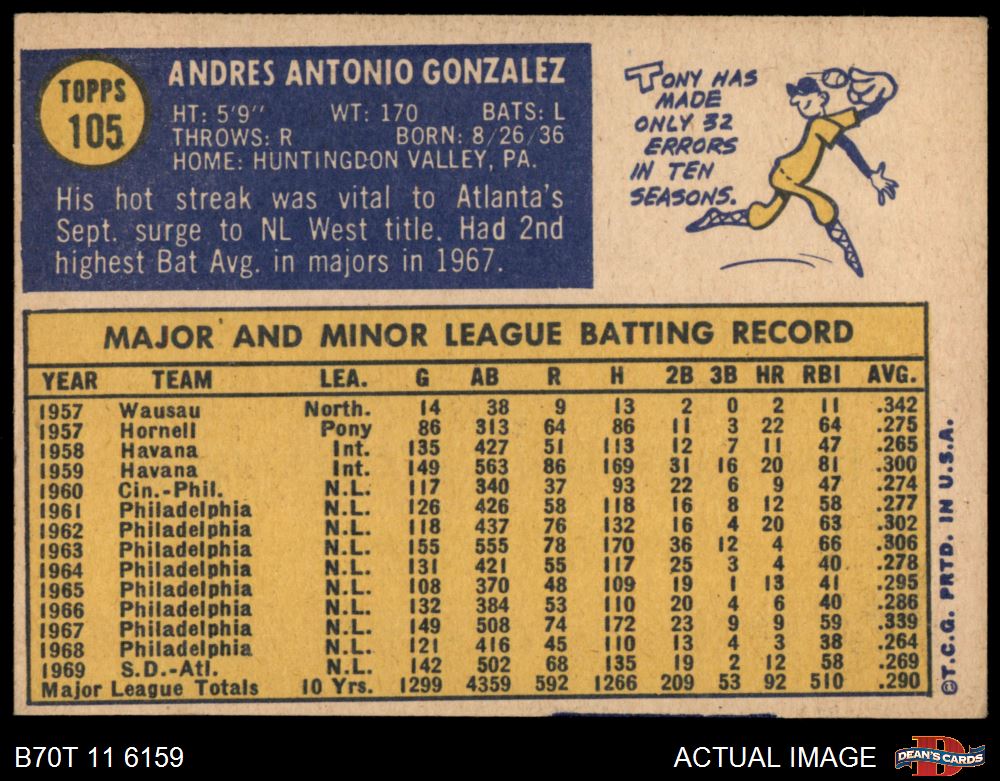 TOPPS
105
ANDRES ANTONIO GONZALEZ
HT: 5'9" WT: 170 BATS: L
THROWS: R BORN: 8/26/36
HOME: HUNTINGDON VALLEY, PA.
His hot streak was vital to Atlanta's
Sept. surge to NL West title. Had 2nd
highest Bat Avg. in majors in 1967.
TONY HAS
MADE
ONLY 32
ERRORS
IN TEN
SEASONS.
MAJOR AND MINOR LEAGUE BATTING RECORD
YEAR TEAM LEA. G AB R H 2B 3B HR RBI AVG.
1957 Wausau North. 14 38 9 13 2 0 2 11 .342
1957 Hornell Pony 86 313 64 86 11 3 22 64 .275
1958 Havana Int. 135 427 51 113 12 7 11 47 .265
1959 Havana Int. 149 563 86 169 31 16 20 81 .300
1960 Cin.-Phil. N.L. 117 340 37 93 22 6 9 47 .274
1961 Philadelphia N.L. 126 426 58 118 16 8 12 58 .277
1962 Philadelphia N.L. 118 437 76 132 16 4 20 63 .302
1963 Philadelphia N.L. 155 555 78 170 36 12 4 66 .306
1964 Philadelphia N.L. 131 421 55 117 25 3 4 40 .278
1965 Philadelphia N.L. 108 370 48 109 19 1 13 41 .295
1966 Philadelphia N.L. 132 384 53 110 20 4 6 40 .286
1967 Philadelphia N.L. 149 508 74 172 23 9 9 59 .339
1968 Philadelphia N.L. 121 416 45 110 13 4 3 38 .264
1969 S.D.-Atl. N.L. 142 502 68 135 19 2 12 58 .269
Major League Totals 10 Yrs. 1299 4359 592 1266 209 53 92 510 .290
©T.C.G. PRTD. IN U.S.A.
B70T 11 6159
ACTUAL IMAGE
DEAN'S CARDS